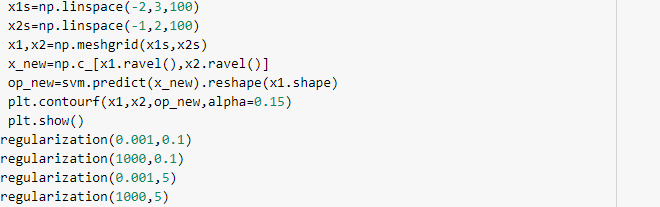 x1s=np.linspace(-2,3,100)
x2s=np.linspace(-1,2,100)
x1,x2=np.meshgrid(x1s,x2s)
x_new=np.c_[x1.ravel(),x2.ravel()]
op_new=svm.predict(x_new).reshape(x1.shape)
plt.contourf(x1,x2,op_new,alpha=0.15)
plt.show()
regularization(0.001,0.1)
regularization(1000,0.1)
regularization(0.001,5)
regularization(1000,5)